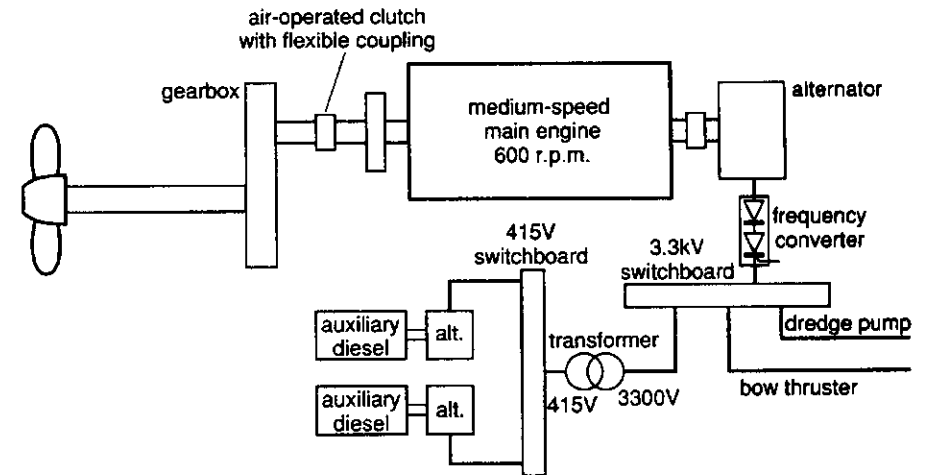 air-operated clutch
with flexible coupling
gearbox
medium-speed
main engine
600 r.p.m.
alternator
frequency
converter
415V
switchboard
3.3kV
switchboard
auxiliary
diesel
alt.
transformer
dredge pump
415V
3300V
bow thruster
auxiliary
diesel
alt.